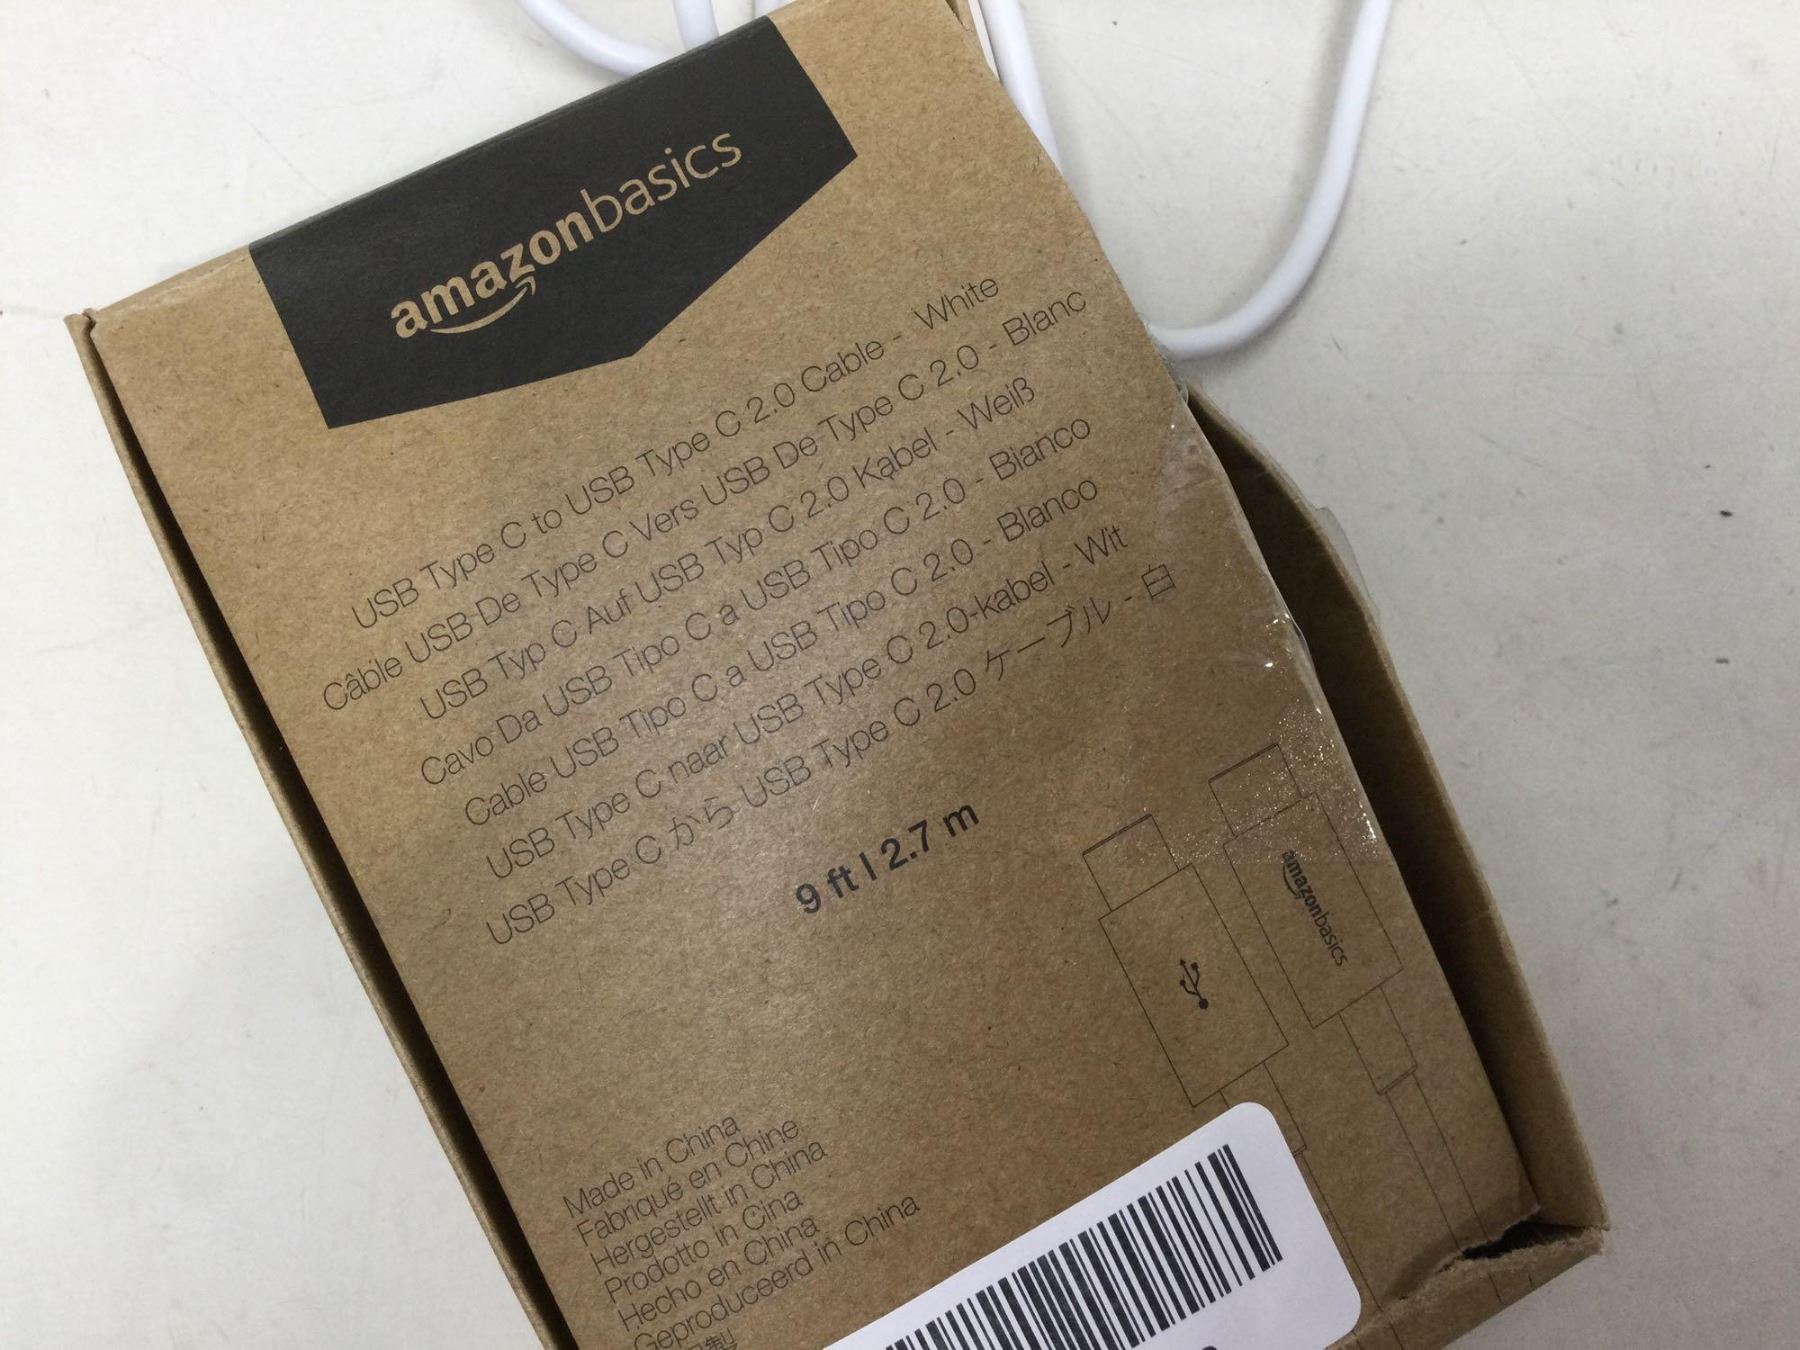 amazonbasics
USB Type C to USB Type C 2.0 Cable - White
Câble USB De Type C Vers USB De Type C 2.0 - Blanc
USB Typ C Auf USB Typ C 2.0 Kabel - Weiß
Cavo Da USB Tipo C a USB Tipo C 2.0 - Bianco
Cable USB Tipo C a USB Tipo C 2.0 - Blanco
USB Type C naar USB Type C 2.0-kabel - Wit
USB Type C から USB Type C 2.0 ケーブル - 白
9 ft | 2.7 m
amazonbasics
Made in China
Fabriqué en Chine
Hergestellt in China
Prodotto in Cina
Hecho en China
Geproduceerd in China